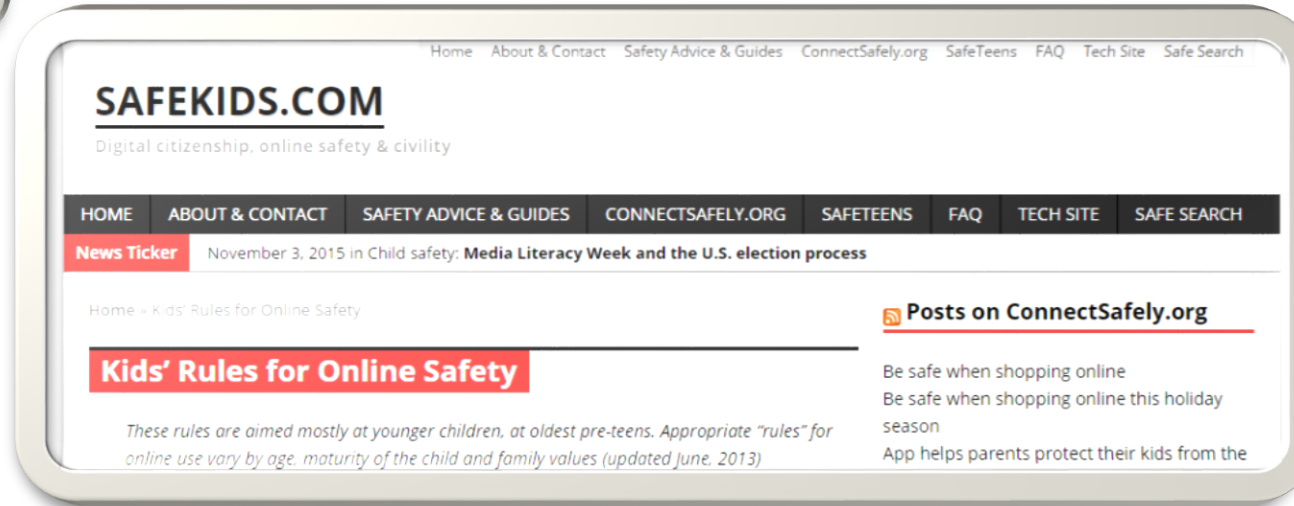 Home About & Contact Safety Advice & Guides ConnectSafely.org SafeTeens FAQ Tech Site Safe Search
SAFEKIDS.COM
Digital citizenship, online safety & civility
HOME ABOUT & CONTACT SAFETY ADVICE & GUIDES CONNECTSAFELY.ORG SAFETEENS FAQ TECH SITE SAFE SEARCH
News Ticker November 3, 2015 in Child safety: Media Literacy Week and the U.S. election process
Home » Kids' Rules for Online Safety
Kids' Rules for Online Safety
These rules are aimed mostly at younger children, at oldest pre-teens. Appropriate “rules” for
online use vary by age, maturity of the child and family values (updated June, 2013)
Posts on ConnectSafely.org
Be safe when shopping online
Be safe when shopping online this holiday
season
App helps parents protect their kids from the